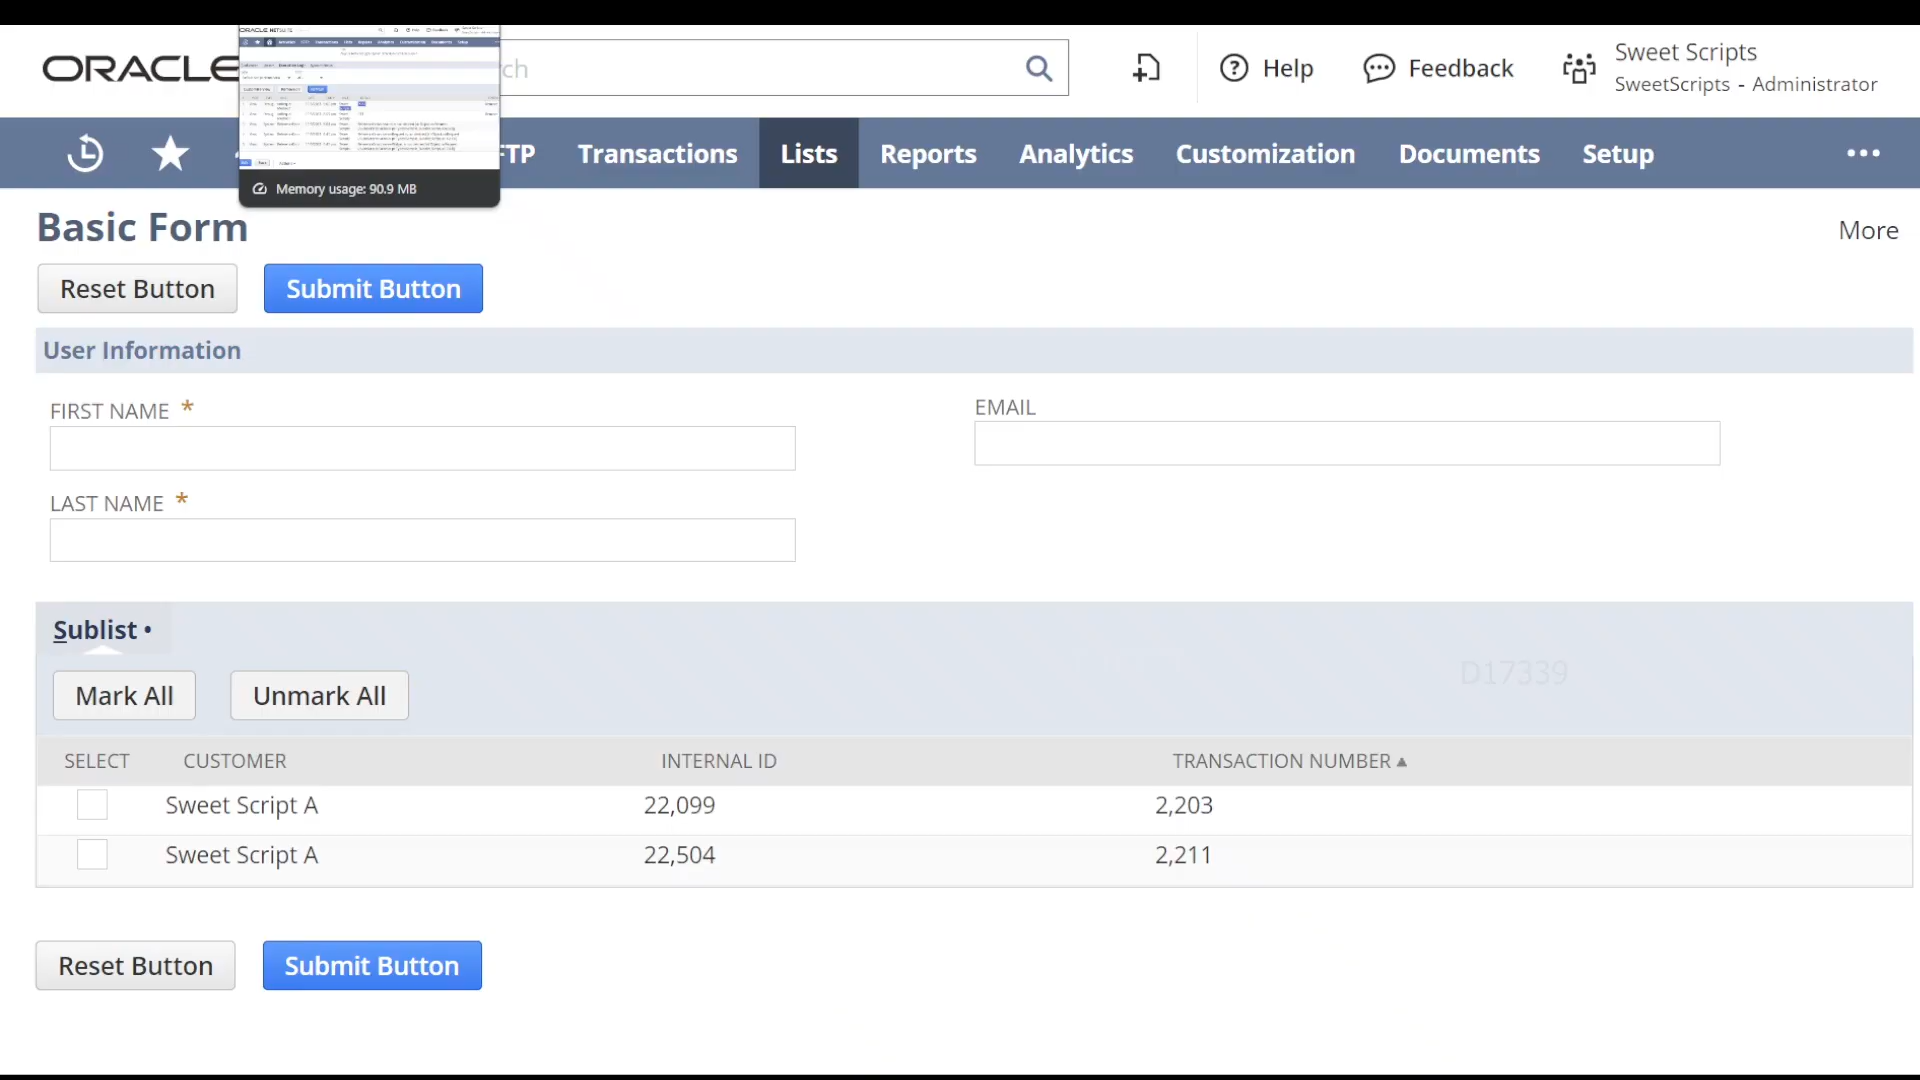 ORACLE
ch
Help
Feedback
Sweet Scripts
SweetScripts - Administrator
Memory usage: 90.9 MB
FTP
Transactions
Lists
Reports
Analytics
Customization
Documents
Setup
Basic Form
More
Reset Button
Submit Button
User Information
FIRST NAME *
EMAIL
LAST NAME *
Sublist •
D17339
Mark All
Unmark All
SELECT CUSTOMER INTERNAL ID TRANSACTION NUMBER ▲
Sweet Script A 22,099 2,203
Sweet Script A 22,504 2,211
Reset Button
Submit Button